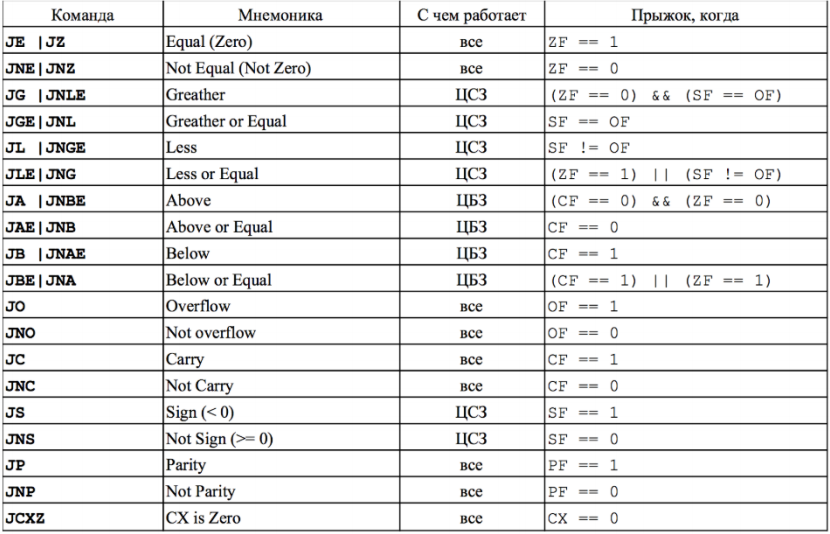 Команда Мнемоника С чем работает Прыжок, когда
JE |JZ Equal (Zero) все ZF == 1
JNE|JNZ Not Equal (Not Zero) все ZF == 0
JG |JNLE Greather ЦСЗ (ZF == 0) && (SF == OF)
JGE|JNL Greather or Equal ЦСЗ SF == OF
JL |JNGE Less ЦСЗ SF != OF
JLE|JNG Less or Equal ЦСЗ (ZF == 1) || (SF != OF)
JA |JNBE Above ЦБЗ (CF == 0) && (ZF == 0)
JAE|JNB Above or Equal ЦБЗ CF == 0
JB |JNAE Below ЦБЗ CF == 1
JBE|JNA Below or Equal ЦБЗ (CF == 1) || (ZF == 1)
JO Overflow все OF == 1
JNO Not overflow все OF == 0
JC Carry все CF == 1
JNC Not Carry все CF == 0
JS Sign (< 0) ЦСЗ SF == 1
JNS Not Sign (>= 0) ЦСЗ SF == 0
JP Parity все PF == 1
JNP Not Parity все PF == 0
JCXZ CX is Zero все CX == 0